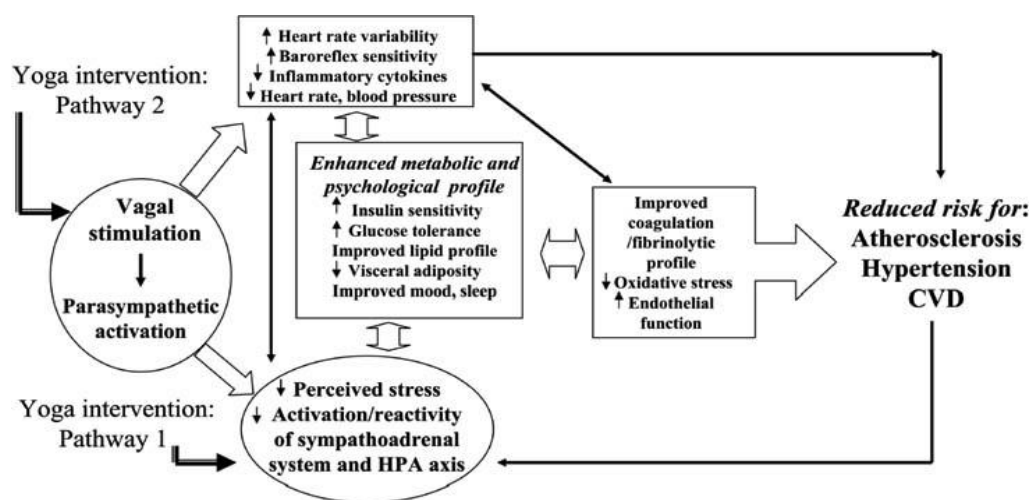 ↑ Heart rate variability
↑ Baroreflex sensitivity
↓ Inflammatory cytokines
↓ Heart rate, blood pressure
Yoga intervention:
Pathway 2
Enhanced metabolic and
psychological profile
↑ Insulin sensitivity
↑ Glucose tolerance
Improved lipid profile
↓ Visceral adiposity
Improved mood, sleep
Vagal
stimulation
↓
Parasympathetic
activation
Improved
coagulation
/fibrinolytic
profile
↓ Oxidative stress
↑ Endothelial
function
Reduced risk for:
Atherosclerosis
Hypertension
CVD
Yoga intervention:
Pathway 1
↓ Perceived stress
↓ Activation/reactivity
of sympathoadrenal
system and HPA axis